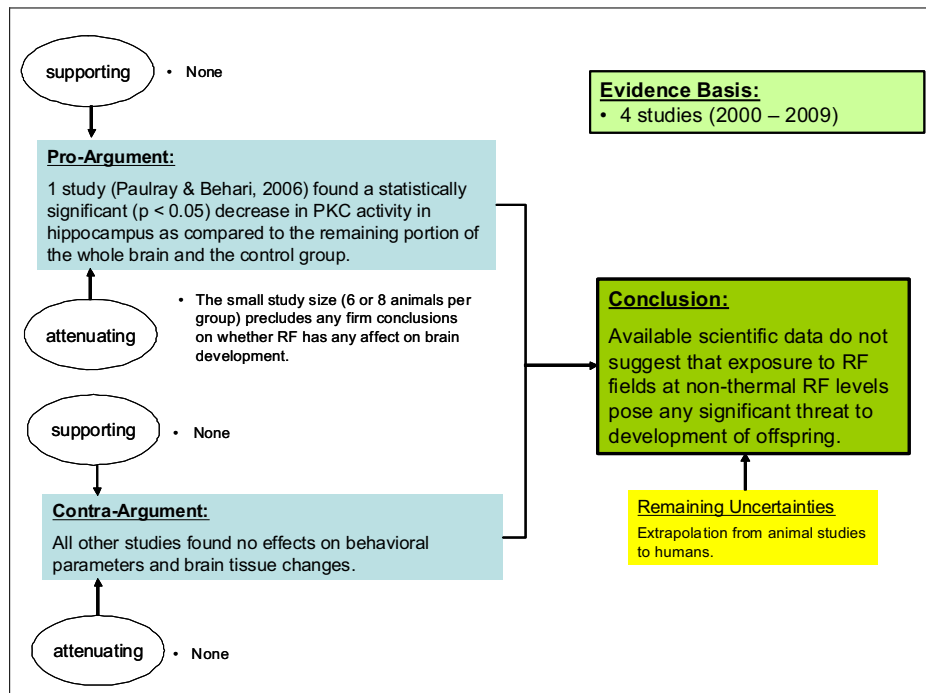 supporting
• None
Evidence Basis:
• 4 studies (2000 – 2009)
Pro-Argument:
1 study (Paulray & Behari, 2006) found a statistically
significant (p < 0.05) decrease in PKC activity in
hippocampus as compared to the remaining portion of
the whole brain and the control group.
attenuating
• The small study size (6 or 8 animals per
group) precludes any firm conclusions
on whether RF has any affect on brain
development.
supporting
• None
Contra-Argument:
All other studies found no effects on behavioral
parameters and brain tissue changes.
attenuating
• None
Conclusion:
Available scientific data do not
suggest that exposure to RF
fields at non-thermal RF levels
pose any significant threat to
development of offspring.
Remaining Uncertainties
Extrapolation from animal studies
to humans.